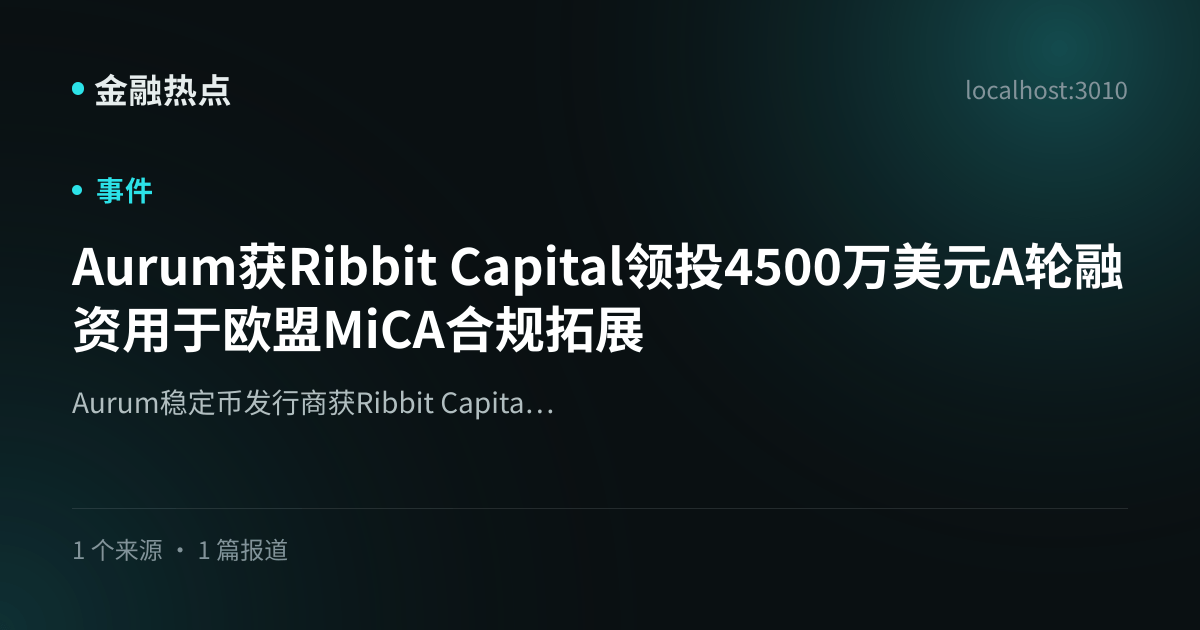 金融热点
localhost:3010
事件
Aurum获Ribbit Capital领投4500万美元A轮融
资用于欧盟MiCA合规拓展
Aurum稳定币发行商获Ribbit Capita…
1 个来源 · 1 篇报道